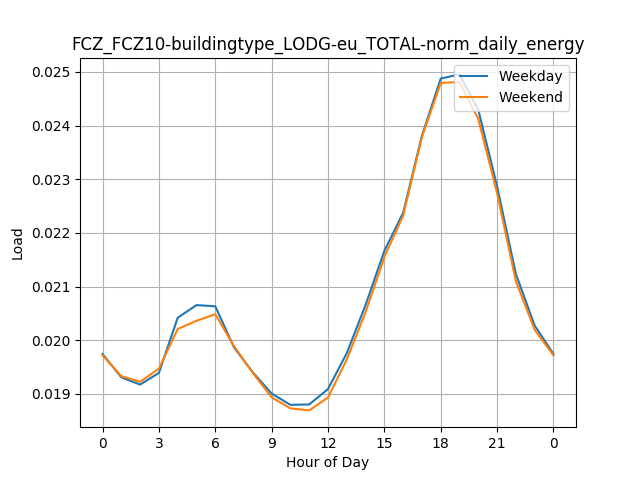 FCZ_FCZ10-buildingtype_LODG-eu_TOTAL-norm_daily_energy
Weekday
Weekend
0.025
0.024
0.023
0.022
0.021
0.020
0.019
Load
0 3 6 9 12 15 18 21 0
Hour of Day